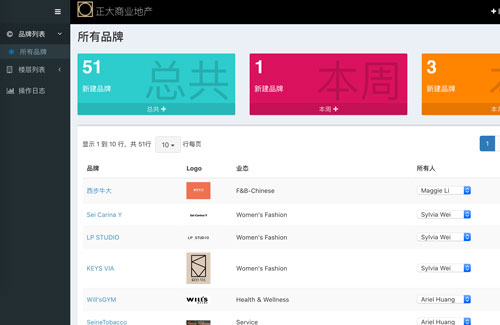 正大商业地产
品牌列表
所有品牌
楼层列表
操作日志
所有品牌
51
总共
新建品牌
总共 +
1
本周
新建品牌
本周 +
3
新建品牌
显示 1 到 10 行，共 51行 10 行每页
1
品牌 Logo 业态 所有人
西步牛大 F&B-Chinese Maggie Li
Sei Carina Y Sei Carina Y Women's Fashion Sylvia Wei
LP STUDIO LP STUDIO Women's Fashion Sylvia Wei
KEYS VIA KEYS VIA Women's Fashion Sylvia Wei
Will'sGYM WILL'S Health & Wellness Ariel Huang
SeineTobacco Service Ariel Huang